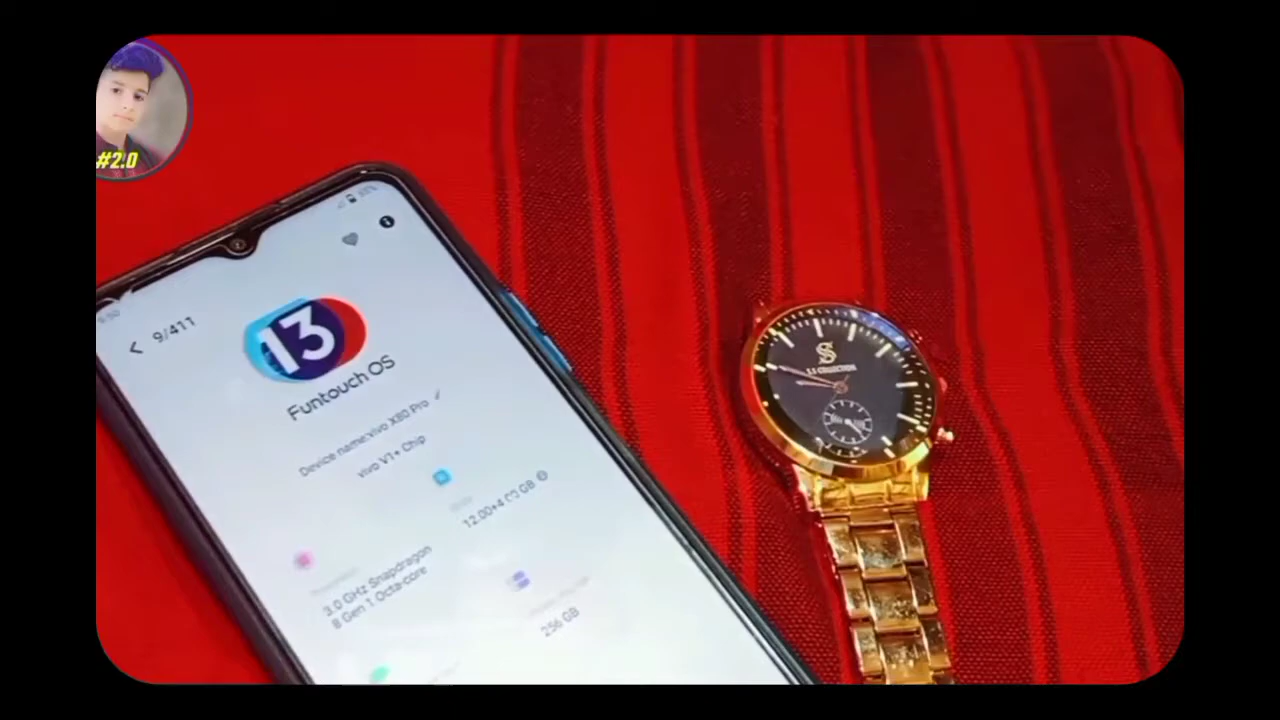 #2.0
9/411
13
Funtouch OS
Device name:vivo X80 Pro
vivo V1+ Chip
3.0 GHz Snapdragon
8 Gen 1 Octa-core
256 GB
S.S COLLECTION